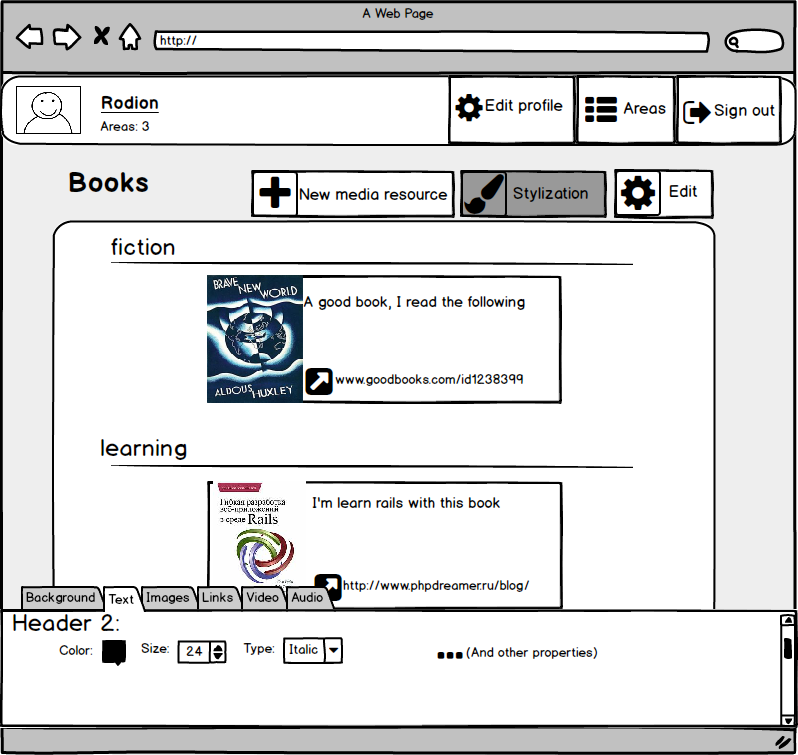 A Web Page
http://
Rodion
Areas: 3
Edit profile
Areas
Sign out
Books
New media resource
Stylization
Edit
fiction
BRAVE NEW WORLD
ALDOUS HUXLEY
A good book, I read the following
www.goodbooks.com/id1238399
learning
Гибкая разработка
веб-приложений
в среде Rails
I'm learn rails with this book
http://www.phpdreamer.ru/blog/
Background
Text
Images
Links
Video
Audio
Header 2:
Color:
Size: 24
Type: Italic
(And other properties)